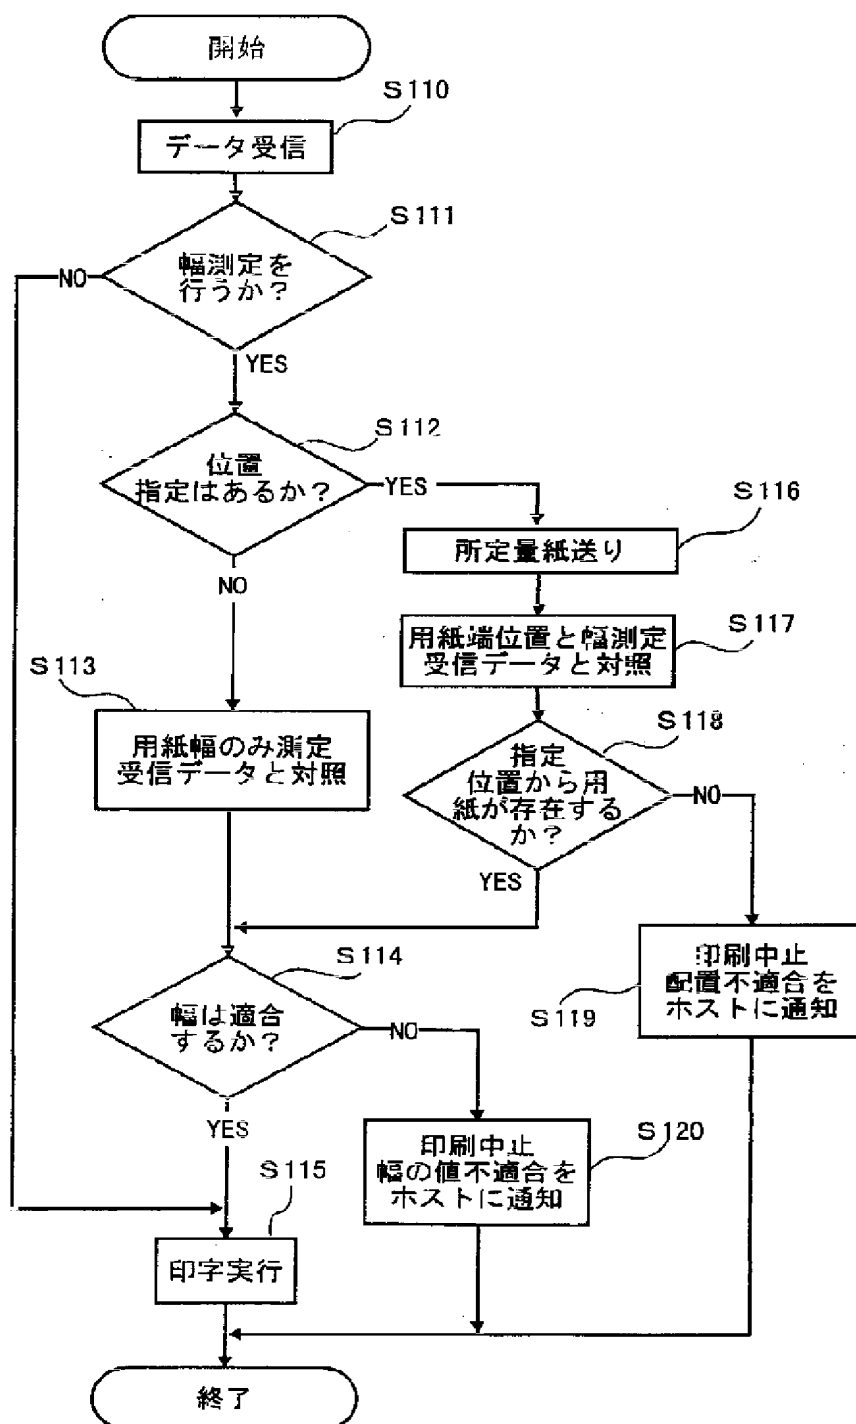 開始
S110
データ受信
S111
幅測定を
行うか？
NO
YES
S112
位置
指定はあるか？
YES
NO
S116
所定量紙送り
S117
用紙端位置と幅測定
受信データと対照
S113
用紙幅のみ測定
受信データと対照
S118
指定
位置から用
紙が存在する
か？
NO
YES
S114
幅は適合
するか？
NO
YES
印刷中止
配置不適合を
ホストに通知
S119
S120
印刷中止
幅の値不適合を
ホストに通知
S115
印字実行
終了